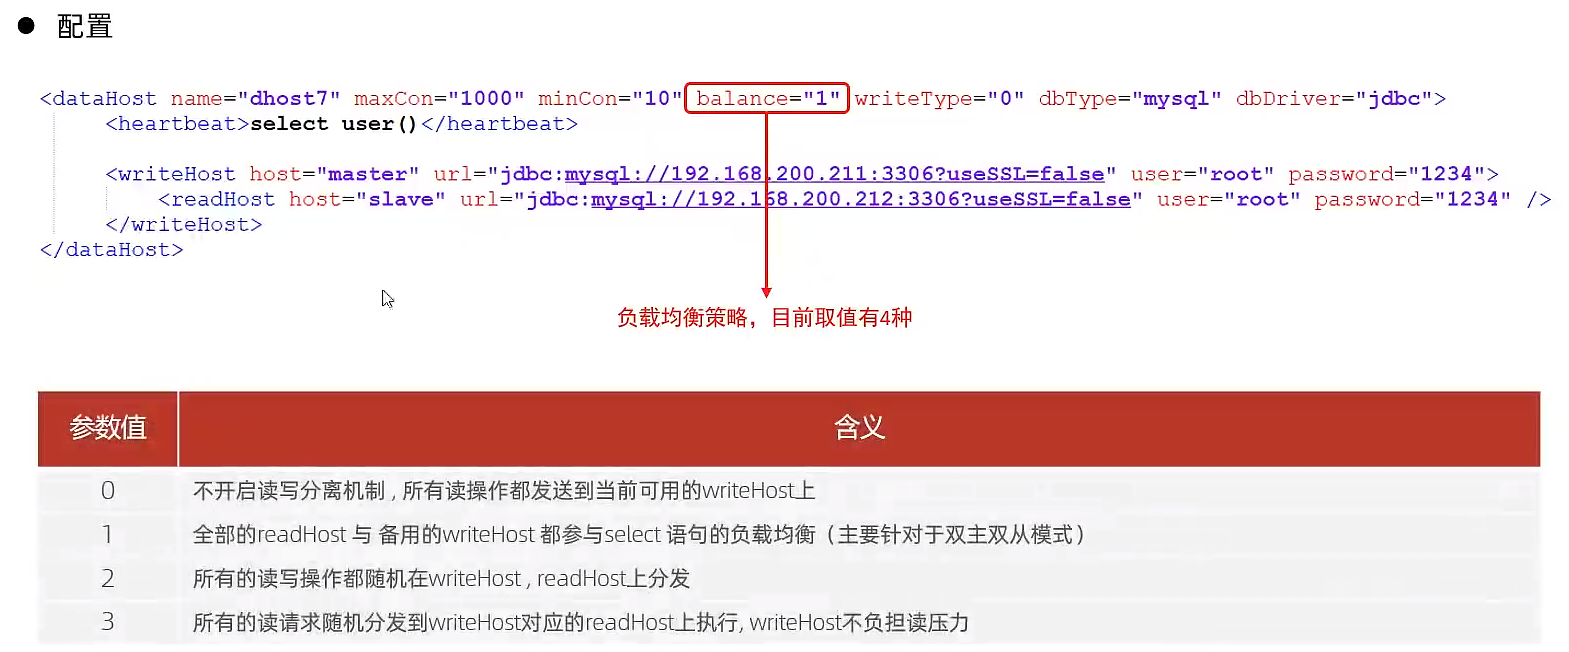 ● 配置
<dataHost name="dhost7" maxCon="1000" minCon="10" balance="1" writeType="0" dbType="mysql" dbDriver="jdbc">
<heartbeat>select user()</heartbeat>
<writeHost host="master" url="jdbc:mysql://192.168.200.211:3306?useSSL=false" user="root" password="1234">
<readHost host="slave" url="jdbc:mysql://192.168.200.212:3306?useSSL=false" user="root" password="1234" />
</writeHost>
</dataHost>
负载均衡策略，目前取值有4种
参数值 含义
0 不开启读写分离机制 , 所有读操作都发送到当前可用的writeHost上
1 全部的readHost 与 备用的writeHost 都参与select 语句的负载均衡（主要针对于双主双从模式）
2 所有的读写操作都随机在writeHost , readHost上分发
3 所有的读请求随机分发到writeHost对应的readHost上执行, writeHost不负担读压力